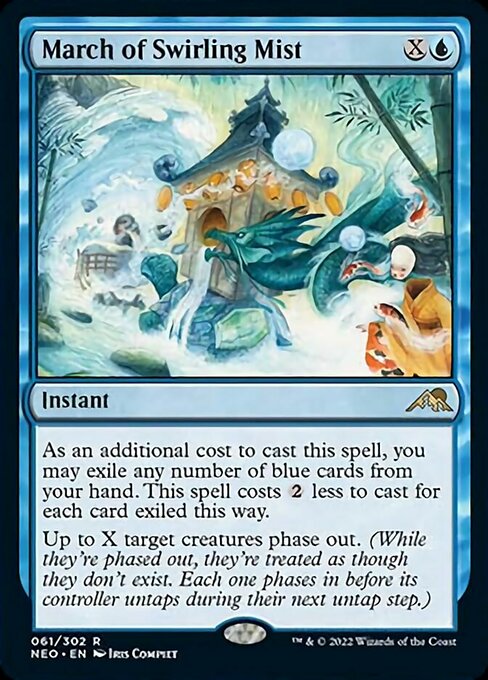 March of Swirling Mist X
Instant
As an additional cost to cast this spell, you
may exile any number of blue cards from
your hand. This spell costs 2 less to cast for
each card exiled this way.
Up to X target creatures phase out. (While
they're phased out, they're treated as though
they don't exist. Each one phases in before its
controller untaps during their next untap step.)
061/302 R
NEO • EN Iris Compiet
™ & © 2022 Wizards of the Coast